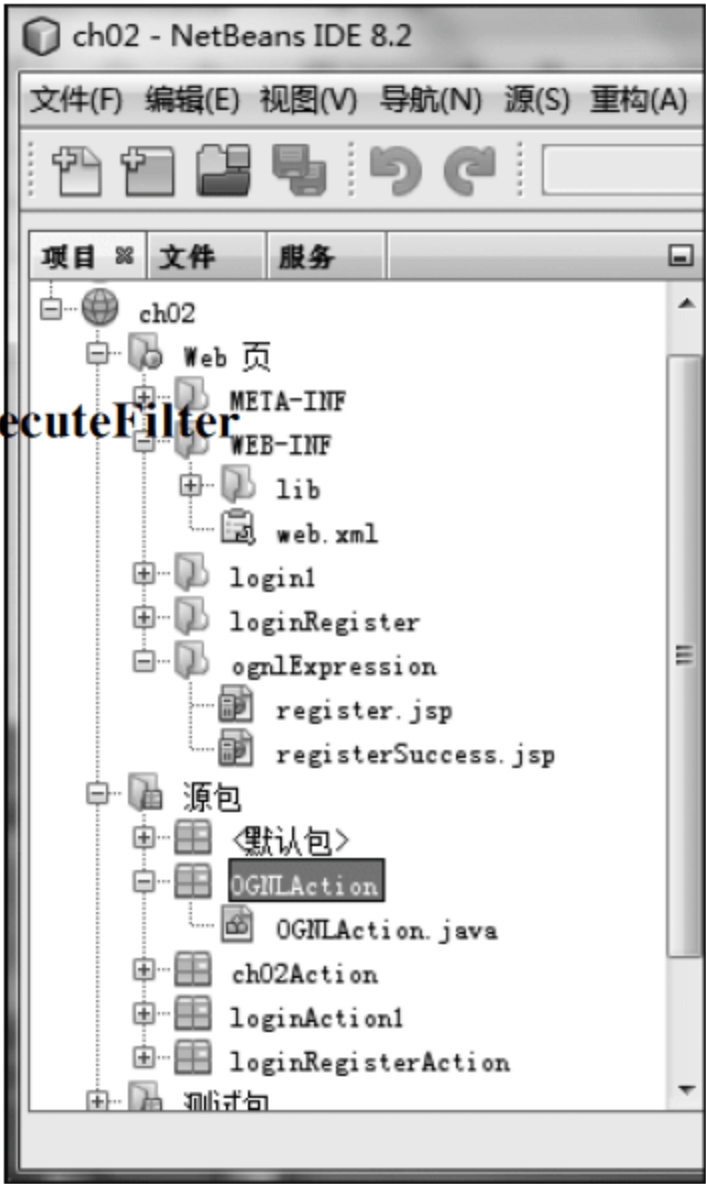 ch02 - NetBeans IDE 8.2
文件(F) 编辑(E) 视图(V) 导航(N) 源(S) 重构(A)
项目 文件 服务
ch02
Web 页
META-INF
ecuteFilter
WEB-INF
lib
web.xml
login1
loginRegister
ognlExpression
register.jsp
registerSuccess.jsp
源包
<默认包>
OGNLAction
OGNLAction.java
ch02Action
loginAction1
loginRegisterAction
测试包